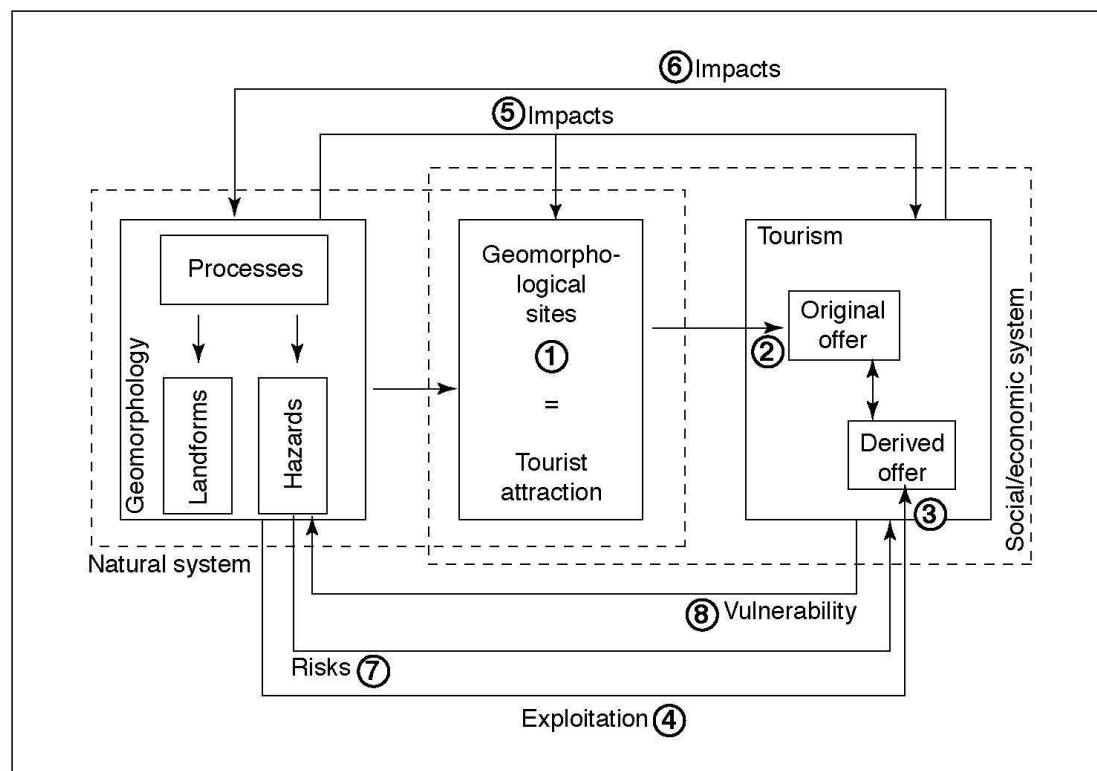 ⑥ Impacts
⑤ Impacts
Geomorphology
Processes
Landforms
Hazards
Geomorpho-
logical
sites
①
=
Tourist
attraction
Tourism
Original
offer
②
Derived
offer
③
Social/economic system
Natural system
⑧ Vulnerability
Risks ⑦
Exploitation ④